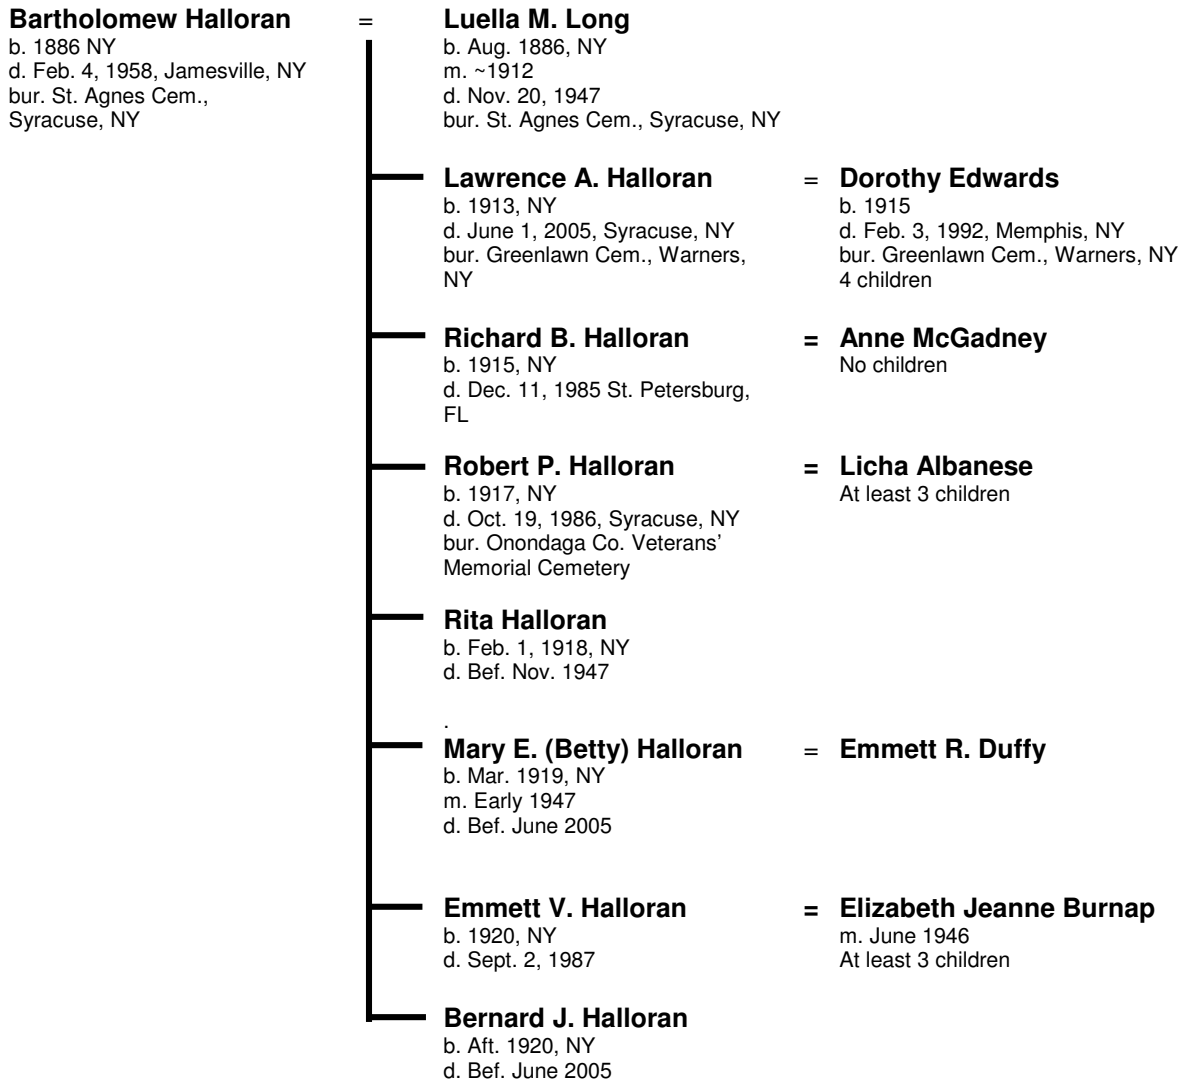 Bartholomew Halloran = Luella M. Long
b. 1886 NY
d. Feb. 4, 1958, Jamesville, NY
bur. St. Agnes Cem.,
Syracuse, NY
b. Aug. 1886, NY
m. ~1912
d. Nov. 20, 1947
bur. St. Agnes Cem., Syracuse, NY
Lawrence A. Halloran = Dorothy Edwards
b. 1913, NY
d. June 1, 2005, Syracuse, NY
bur. Greenlawn Cem., Warners,
NY
b. 1915
d. Feb. 3, 1992, Memphis, NY
bur. Greenlawn Cem., Warners, NY
4 children
Richard B. Halloran = Anne McGadney
b. 1915, NY
d. Dec. 11, 1985 St. Petersburg,
FL
No children
Robert P. Halloran = Licha Albanese
b. 1917, NY
d. Oct. 19, 1986, Syracuse, NY
bur. Onondaga Co. Veterans’
Memorial Cemetery
At least 3 children
Rita Halloran
b. Feb. 1, 1918, NY
d. Bef. Nov. 1947
.
Mary E. (Betty) Halloran = Emmett R. Duffy
b. Mar. 1919, NY
m. Early 1947
d. Bef. June 2005
Emmett V. Halloran = Elizabeth Jeanne Burnap
b. 1920, NY
d. Sept. 2, 1987
m. June 1946
At least 3 children
Bernard J. Halloran
b. Aft. 1920, NY
d. Bef. June 2005